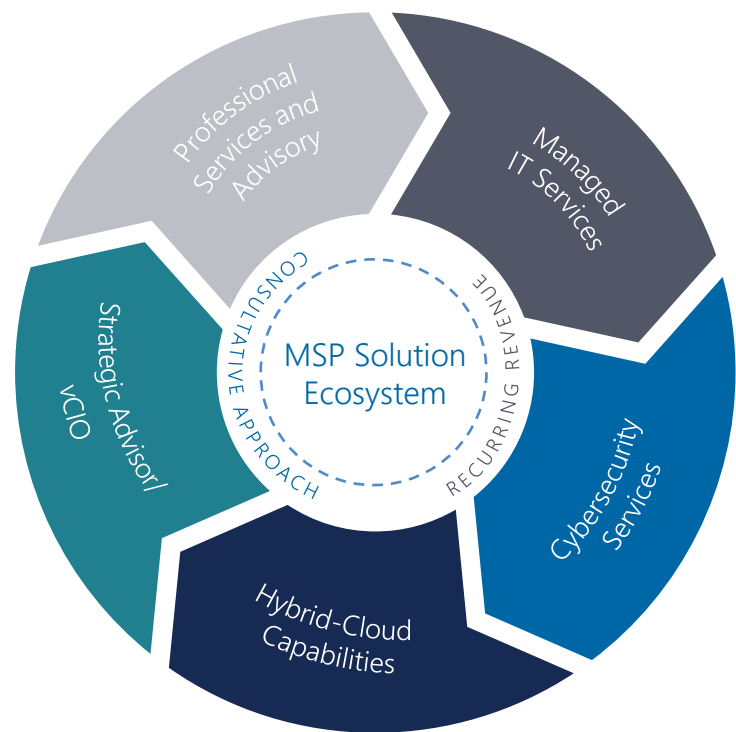 Professional
Services and
Advisory
Managed
IT Services
CONSULTATIVE APPROACH
RECURRING REVENUE
MSP Solution
Ecosystem
Strategic Advisor/
vCIO
Cybersecurity
Services
Hybrid-Cloud
Capabilities